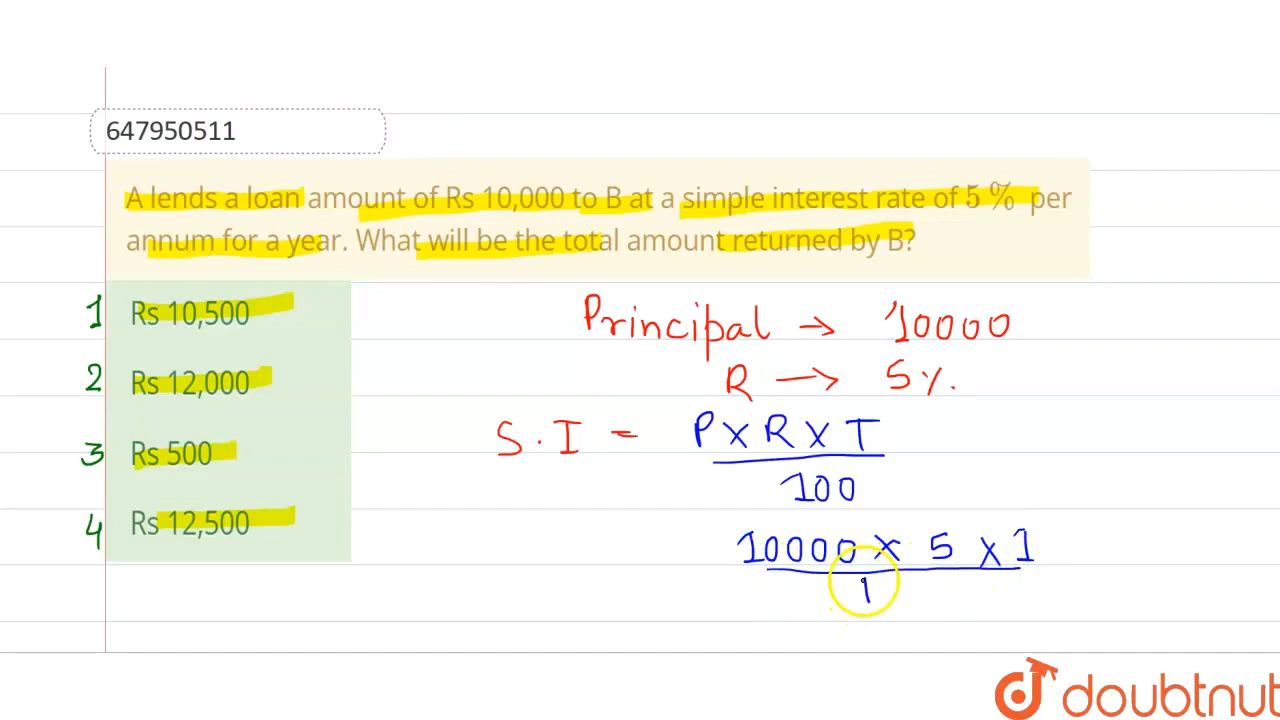 647950511
A lends a loan amount of Rs 10,000 to B at a simple interest rate of 5 % per
annum for a year. What will be the total amount returned by B?
1 Rs 10,500
2 Rs 12,000
3 Rs 500
4 Rs 12,500
Principal → 10000
R → 5%.
S.I = P×R×T
100
10000 × 5 × 1
1
doubtnut